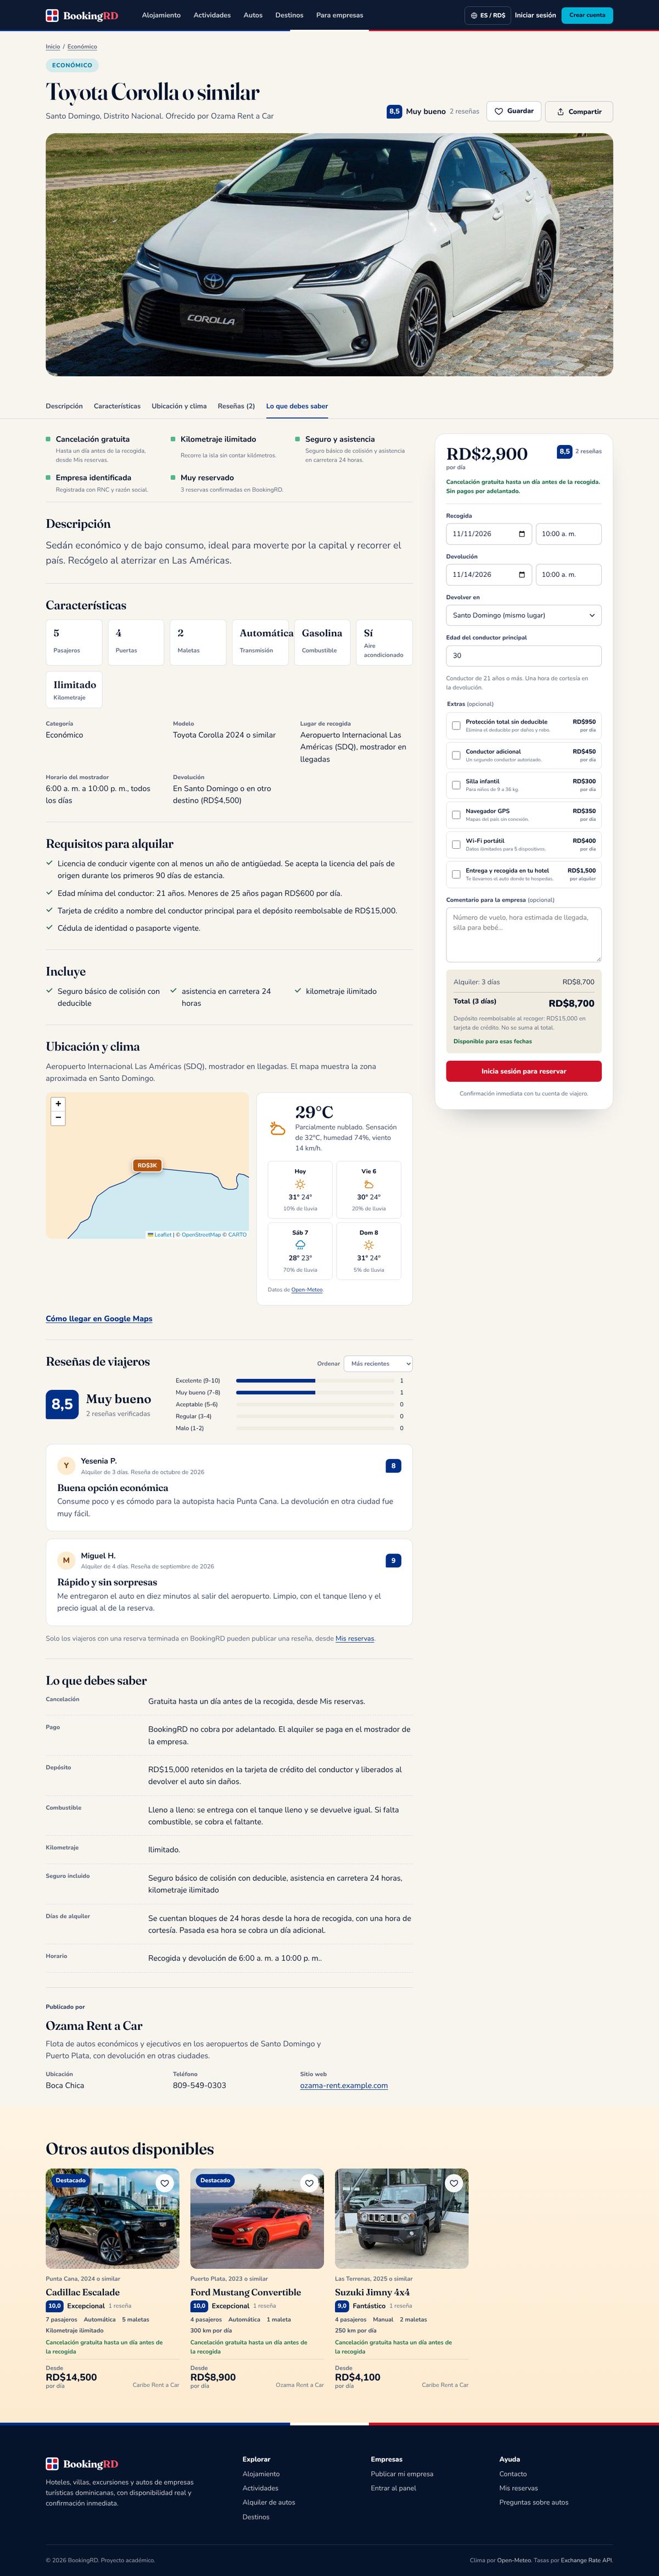 BookingRD
Alojamiento
Actividades
Autos
Destinos
Para empresas
ES / RD$
Iniciar sesión
Crear cuenta
Inicio / Económico
ECONÓMICO
Toyota Corolla o similar
Santo Domingo, Distrito Nacional. Ofrecido por Ozama Rent a Car
8,5 Muy bueno 2 reseñas
Guardar
Compartir
COROLLA
Descripción
Características
Ubicación y clima
Reseñas (2)
Lo que debes saber
Cancelación gratuita
Hasta un día antes de la recogida,
desde Mis reservas.
Kilometraje ilimitado
Recorre la isla sin contar kilómetros.
Seguro y asistencia
Seguro básico de colisión y asistencia
en carretera 24 horas.
Empresa identificada
Registrada con RNC y razón social.
Muy reservado
3 reservas confirmadas en BookingRD.
Descripción
Sedán económico y de bajo consumo, ideal para moverte por la capital y recorrer el
país. Recógelo al aterrizar en Las Américas.
Características
5
Pasajeros
4
Puertas
2
Maletas
Automática
Transmisión
Gasolina
Combustible
Sí
Aire
acondicionado
Ilimitado
Kilometraje
Categoría
Económico
Modelo
Toyota Corolla 2024 o similar
Lugar de recogida
Aeropuerto Internacional Las
Américas (SDQ), mostrador en
llegadas
Horario del mostrador
6:00 a. m. a 10:00 p. m., todos
los días
Devolución
En Santo Domingo o en otro
destino (RD$4,500)
Requisitos para alquilar
Licencia de conducir vigente con al menos un año de antigüedad. Se acepta la licencia del país de
origen durante los primeros 90 días de estancia.
Edad mínima del conductor: 21 años. Menores de 25 años pagan RD$600 por día.
Tarjeta de crédito a nombre del conductor principal para el depósito reembolsable de RD$15,000.
Cédula de identidad o pasaporte vigente.
Incluye
Seguro básico de colisión con
deducible
asistencia en carretera 24
horas
kilometraje ilimitado
Ubicación y clima
Aeropuerto Internacional Las Américas (SDQ), mostrador en llegadas. El mapa muestra la zona
aproximada en Santo Domingo.
+
−
RD$3K
Leaflet | © OpenStreetMap © CARTO
29°C
Parcialmente nublado. Sensación
de 32°C, humedad 74%, viento
14 km/h.
Hoy
31° 24°
10% de lluvia
Vie 6
30° 24°
20% de lluvia
Sáb 7
28° 23°
70% de lluvia
Dom 8
31° 24°
5% de lluvia
Datos de Open-Meteo.
Cómo llegar en Google Maps
Reseñas de viajeros
Ordenar
Más recientes
8,5
Muy bueno
2 reseñas verificadas
Excelente (9-10) 1
Muy bueno (7-8) 1
Aceptable (5-6) 0
Regular (3-4) 0
Malo (1-2) 0
Y
Yesenia P.
Alquiler de 3 días. Reseña de octubre de 2026
8
Buena opción económica
Consume poco y es cómodo para la autopista hacia Punta Cana. La devolución en otra ciudad fue
muy fácil.
M
Miguel H.
Alquiler de 4 días. Reseña de septiembre de 2026
9
Rápido y sin sorpresas
Me entregaron el auto en diez minutos al salir del aeropuerto. Limpio, con el tanque lleno y el
precio igual al de la reserva.
Solo los viajeros con una reserva terminada en BookingRD pueden publicar una reseña, desde Mis reservas.
Lo que debes saber
Cancelación
Gratuita hasta un día antes de la recogida, desde Mis reservas.
Pago
BookingRD no cobra por adelantado. El alquiler se paga en el mostrador de
la empresa.
Depósito
RD$15,000 retenidos en la tarjeta de crédito del conductor y liberados al
devolver el auto sin daños.
Combustible
Lleno a lleno: se entrega con el tanque lleno y se devuelve igual. Si falta
combustible, se cobra el faltante.
Kilometraje
Ilimitado.
Seguro incluido
Seguro básico de colisión con deducible, asistencia en carretera 24 horas,
kilometraje ilimitado
Días de alquiler
Se cuentan bloques de 24 horas desde la hora de recogida, con una hora de
cortesía. Pasada esa hora se cobra un día adicional.
Horario
Recogida y devolución de 6:00 a. m. a 10:00 p. m..
Publicado por
Ozama Rent a Car
Flota de autos económicos y ejecutivos en los aeropuertos de Santo Domingo y
Puerto Plata, con devolución en otras ciudades.
Ubicación
Boca Chica
Teléfono
809-549-0303
Sitio web
ozama-rent.example.com
RD$2,900
por día
8,5 2 reseñas
Cancelación gratuita hasta un día antes de la recogida.
Sin pagos por adelantado.
Recogida
11/11/2026
10:00 a. m.
Devolución
11/14/2026
10:00 a. m.
Devolver en
Santo Domingo (mismo lugar)
Edad del conductor principal
30
Conductor de 21 años o más. Una hora de cortesía en
la devolución.
Extras (opcional)
Protección total sin deducible
Elimina el deducible por daños y robo.
RD$950
por día
Conductor adicional
Un segundo conductor autorizado.
RD$450
por día
Silla infantil
Para niños de 9 a 36 kg.
RD$300
por día
Navegador GPS
Mapas del país sin conexión.
RD$350
por día
Wi-Fi portátil
Datos ilimitados para 5 dispositivos.
RD$400
por día
Entrega y recogida en tu hotel
Te llevamos el auto donde te hospedas.
RD$1,500
por alquiler
Comentario para la empresa (opcional)
Número de vuelo, hora estimada de llegada,
silla para bebé...
Alquiler: 3 días RD$8,700
Total (3 días) RD$8,700
Depósito reembolsable al recoger: RD$15,000 en
tarjeta de crédito. No se suma al total.
Disponible para esas fechas
Inicia sesión para reservar
Confirmación inmediata con tu cuenta de viajero.
Otros autos disponibles
Destacado
Punta Cana, 2024 o similar
Cadillac Escalade
10,0 Excepcional 1 reseña
7 pasajeros Automática 5 maletas
Kilometraje ilimitado
Cancelación gratuita hasta un día antes de
la recogida
Desde
RD$14,500
por día
Caribe Rent a Car
Destacado
Puerto Plata, 2023 o similar
Ford Mustang Convertible
10,0 Excepcional 1 reseña
4 pasajeros Automática 1 maleta
300 km por día
Cancelación gratuita hasta un día antes de
la recogida
Desde
RD$8,900
por día
Ozama Rent a Car
Las Terrenas, 2025 o similar
Suzuki Jimny 4x4
9,0 Fantástico 1 reseña
4 pasajeros Manual 2 maletas
250 km por día
Cancelación gratuita hasta un día antes de
la recogida
Desde
RD$4,100
por día
Caribe Rent a Car
BookingRD
Hoteles, villas, excursiones y autos de empresas
turísticas dominicanas, con disponibilidad real y
confirmación inmediata.
Explorar
Alojamiento
Actividades
Alquiler de autos
Destinos
Empresas
Publicar mi empresa
Entrar al panel
Ayuda
Contacto
Mis reservas
Preguntas sobre autos
© 2026 BookingRD. Proyecto académico.
Clima por Open-Meteo. Tasas por Exchange Rate API.